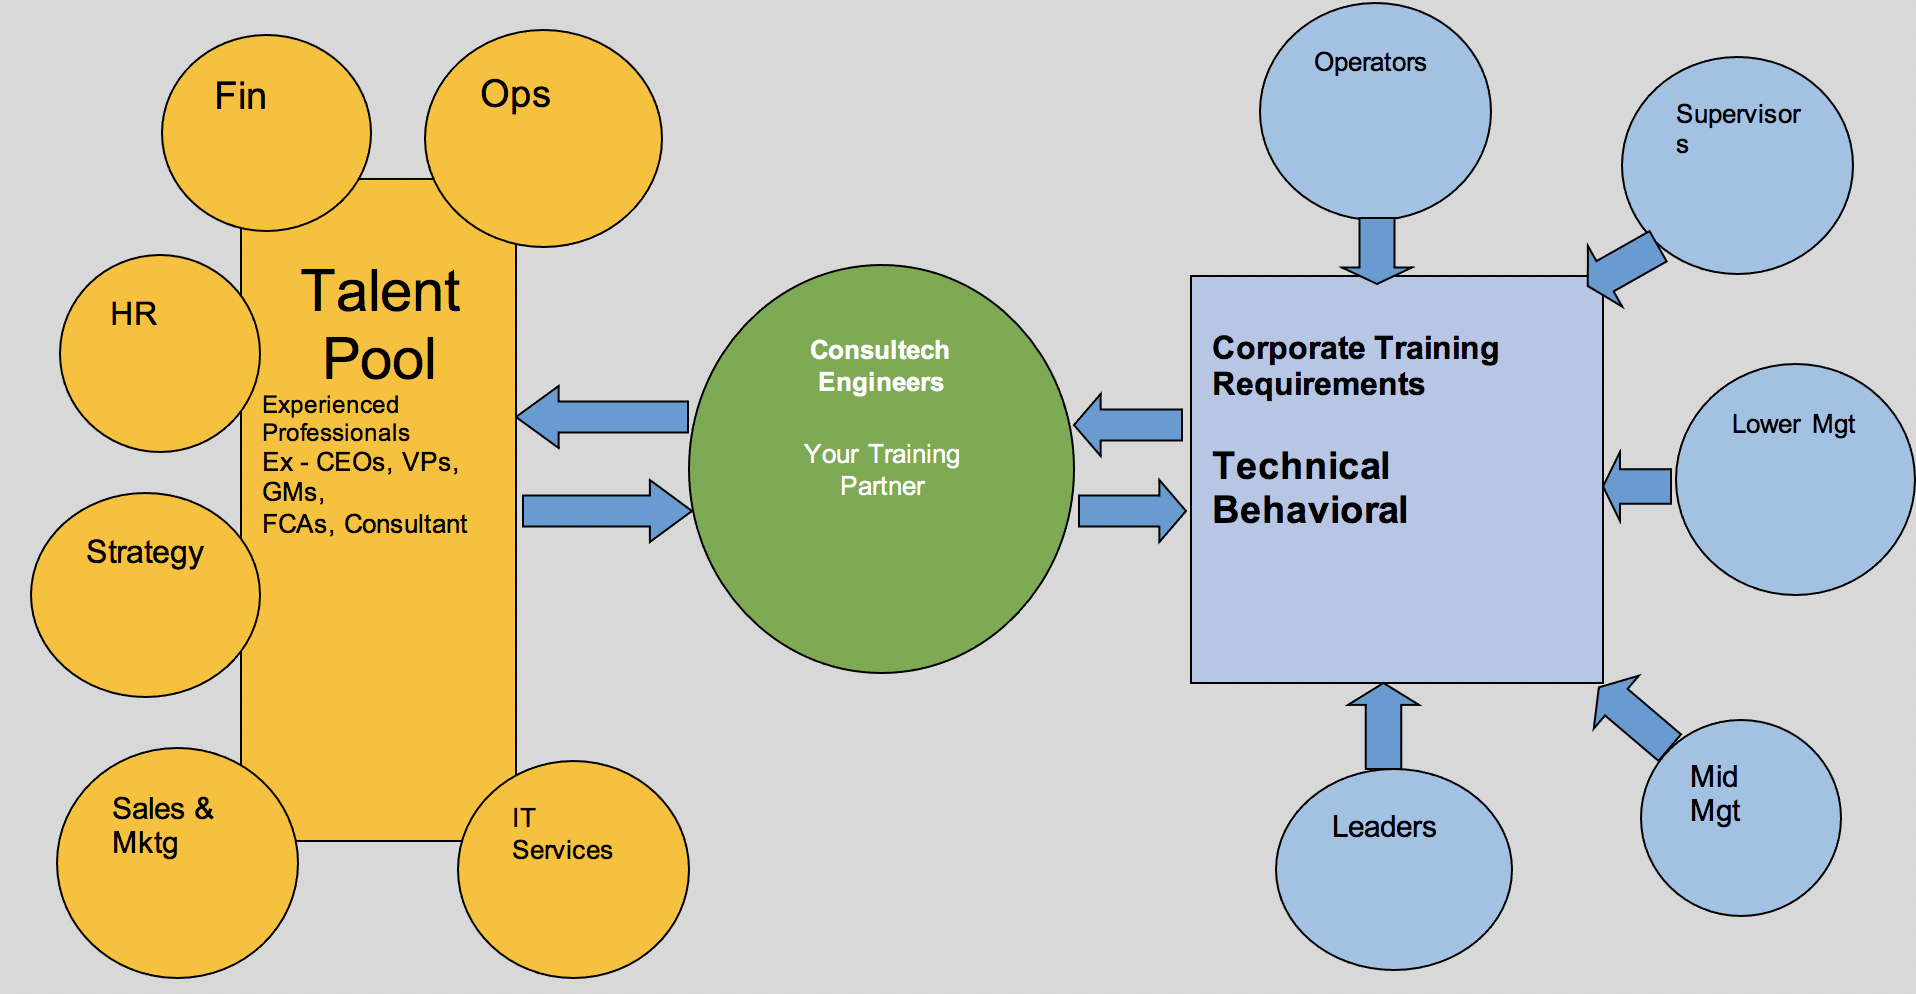 Fin
Ops
HR
Strategy
Sales &
Mktg
IT
Services
Talent
Pool
Experienced
Professionals
Ex - CEOs, VPs,
GMs,
FCAs, Consultant
Consultech
Engineers
Your Training
Partner
Corporate Training
Requirements
Technical
Behavioral
Operators
Supervisor
s
Lower Mgt
Mid
Mgt
Leaders